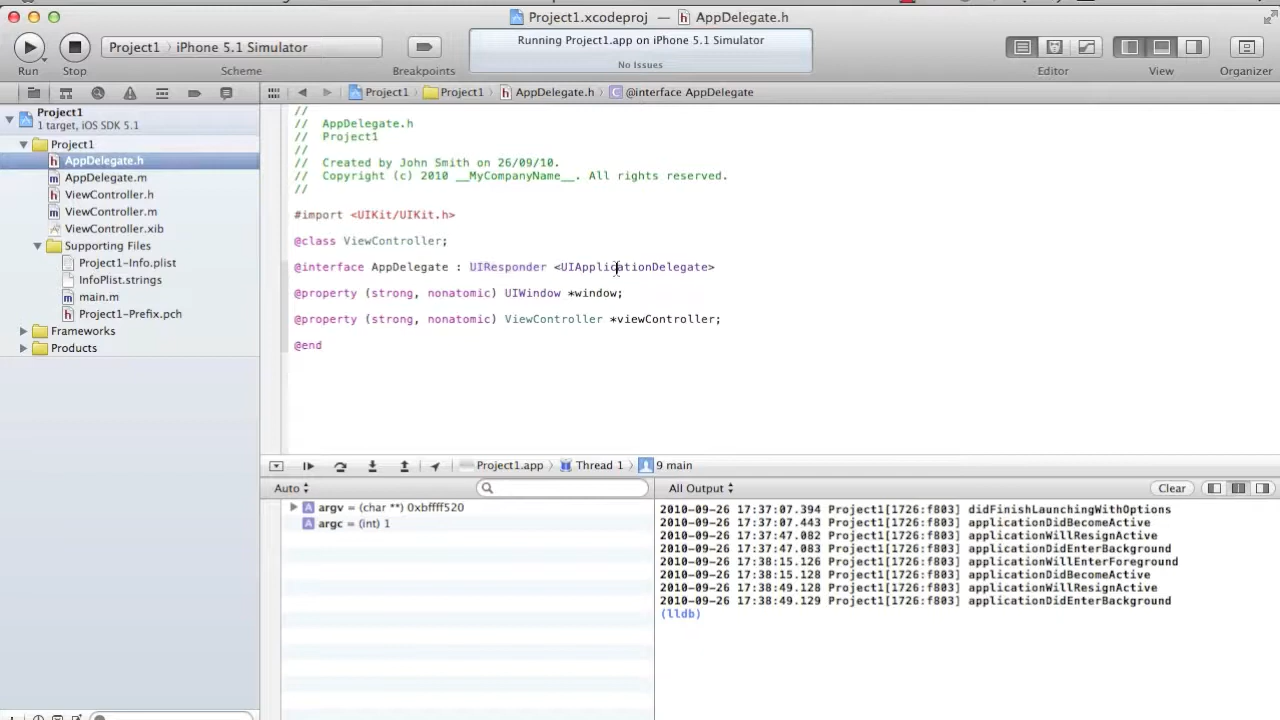 Project1.xcodeproj — AppDelegate.h
Project1 〉 iPhone 5.1 Simulator
Running Project1.app on iPhone 5.1 Simulator
No Issues
Run Stop Scheme Breakpoints Editor View Organizer
Project1 〉 Project1 〉 AppDelegate.h 〉 C @interface AppDelegate
Project1
1 target, iOS SDK 5.1
Project1
h AppDelegate.h
m AppDelegate.m
h ViewController.h
m ViewController.m
ViewController.xib
Supporting Files
Project1-Info.plist
InfoPlist.strings
m main.m
h Project1-Prefix.pch
Frameworks
Products
//
//  AppDelegate.h
//  Project1
//
//  Created by John Smith on 26/09/10.
//  Copyright (c) 2010 __MyCompanyName__. All rights reserved.
//
#import <UIKit/UIKit.h>
@class ViewController;
@interface AppDelegate : UIResponder <UIApplicationDelegate>
@property (strong, nonatomic) UIWindow *window;
@property (strong, nonatomic) ViewController *viewController;
@end
Project1.app 〉 Thread 1 〉 9 main
Auto
A argv = (char **) 0xbffff520
A argc = (int) 1
All Output Clear
2010-09-26 17:37:07.394 Project1[1726:f803] didFinishLaunchingWithOptions
2010-09-26 17:37:07.443 Project1[1726:f803] applicationDidBecomeActive
2010-09-26 17:37:47.082 Project1[1726:f803] applicationWillResignActive
2010-09-26 17:37:47.083 Project1[1726:f803] applicationDidEnterBackground
2010-09-26 17:38:15.126 Project1[1726:f803] applicationWillEnterForeground
2010-09-26 17:38:15.128 Project1[1726:f803] applicationDidBecomeActive
2010-09-26 17:38:49.128 Project1[1726:f803] applicationWillResignActive
2010-09-26 17:38:49.129 Project1[1726:f803] applicationDidEnterBackground
(lldb)